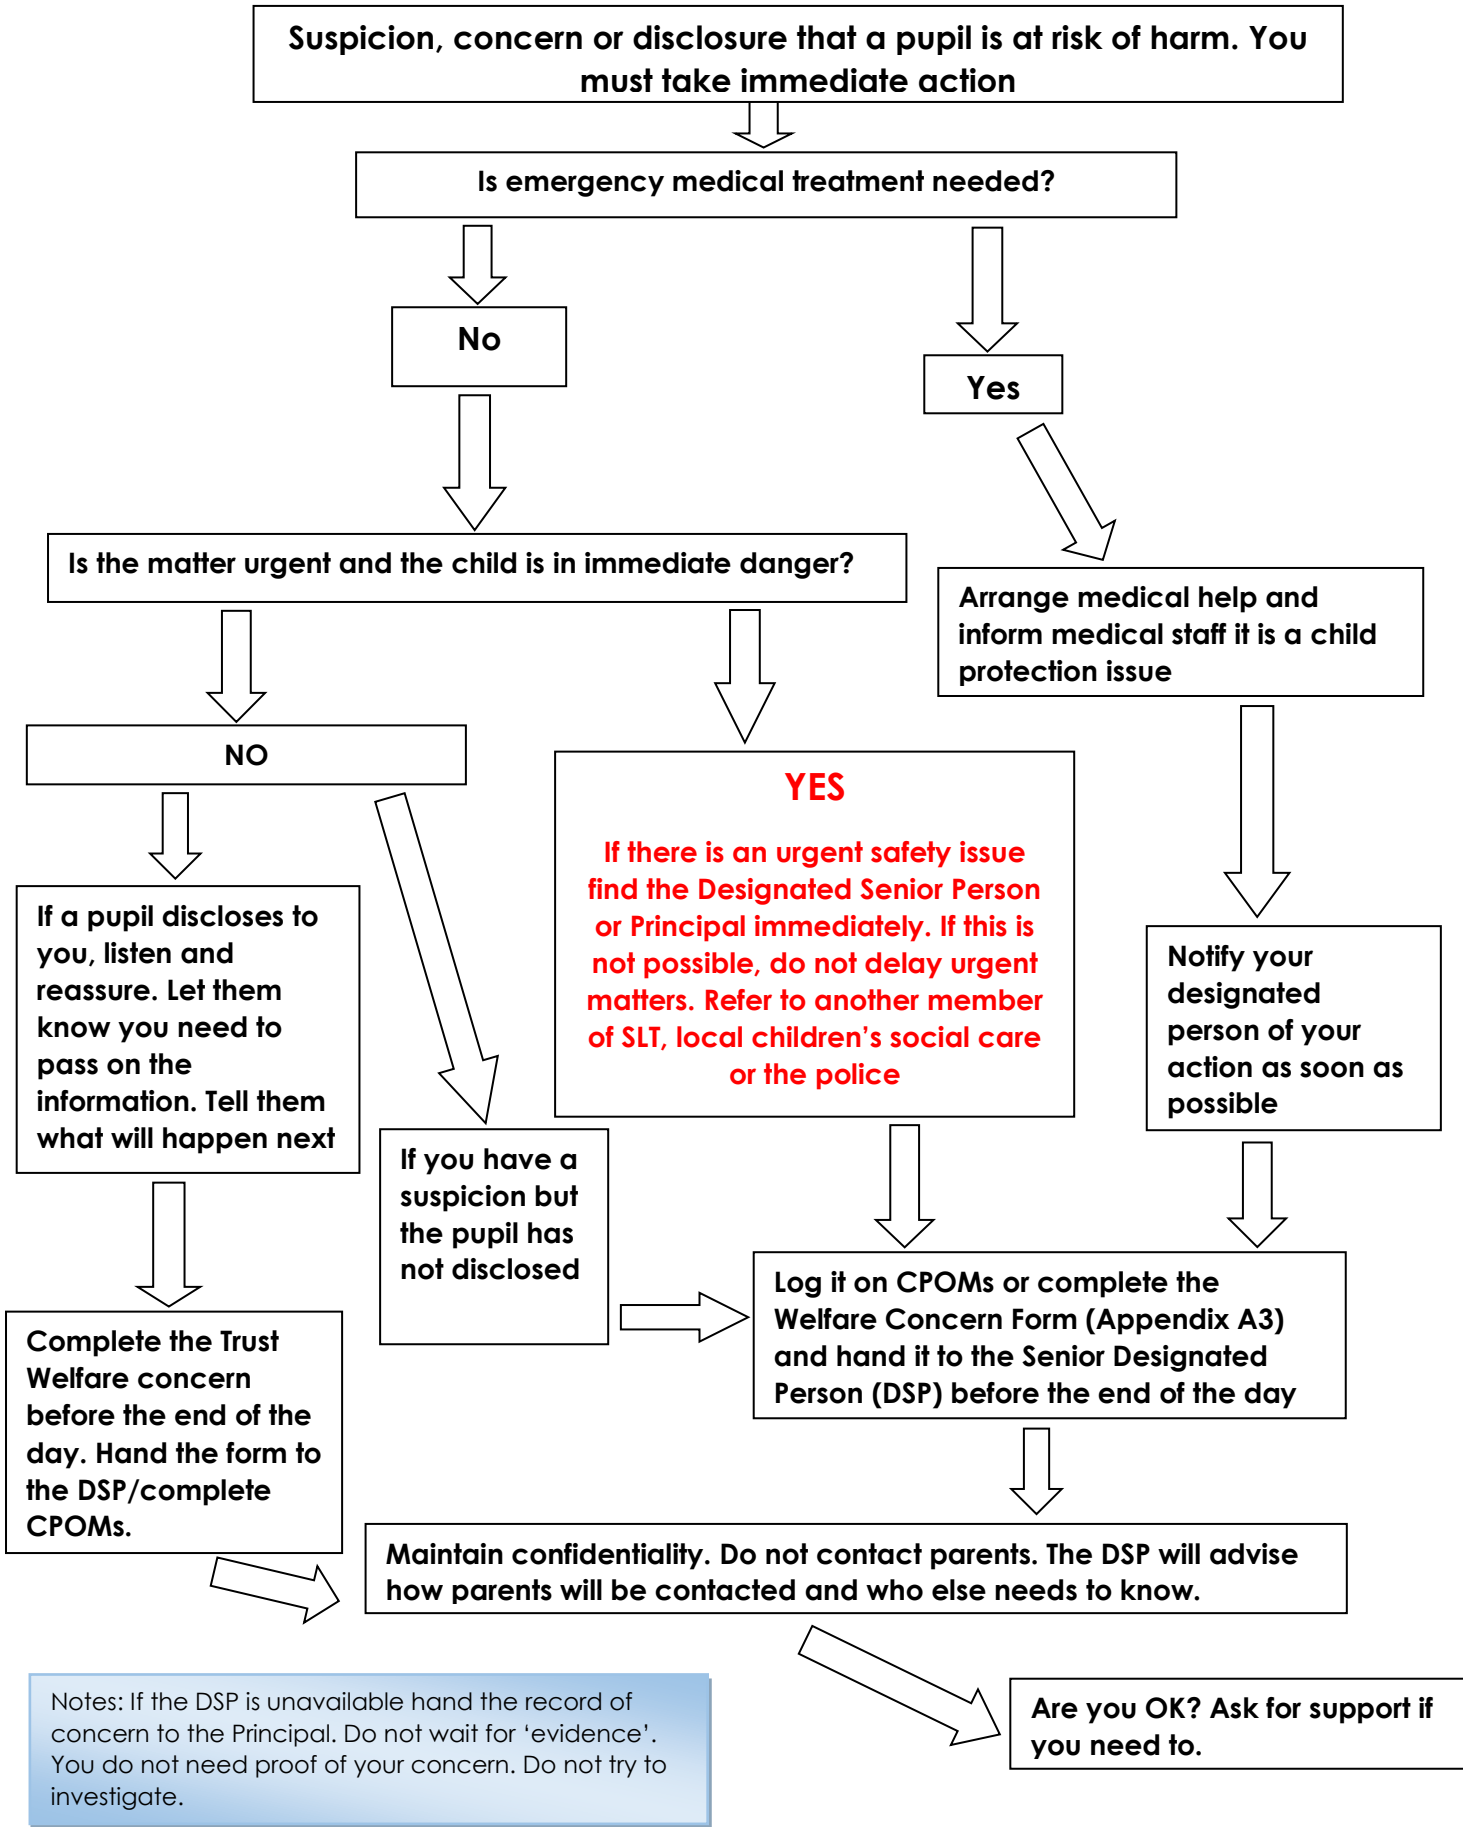 Suspicion, concern or disclosure that a pupil is at risk of harm. You
must take immediate action
Is emergency medical treatment needed?
No
Yes
Is the matter urgent and the child is in immediate danger?
Arrange medical help and
inform medical staff it is a child
protection issue
NO
YES
If there is an urgent safety issue
find the Designated Senior Person
or Principal immediately. If this is
not possible, do not delay urgent
matters. Refer to another member
of SLT, local children’s social care
or the police
If a pupil discloses to
you, listen and
reassure. Let them
know you need to
pass on the
information. Tell them
what will happen next
Notify your
designated
person of your
action as soon as
possible
If you have a
suspicion but
the pupil has
not disclosed
Log it on CPOMs or complete the
Welfare Concern Form (Appendix A3)
and hand it to the Senior Designated
Person (DSP) before the end of the day
Complete the Trust
Welfare concern
before the end of the
day. Hand the form to
the DSP/complete
CPOMs.
Maintain confidentiality. Do not contact parents. The DSP will advise
how parents will be contacted and who else needs to know.
Notes: If the DSP is unavailable hand the record of
concern to the Principal. Do not wait for ‘evidence’.
You do not need proof of your concern. Do not try to
investigate.
Are you OK? Ask for support if
you need to.